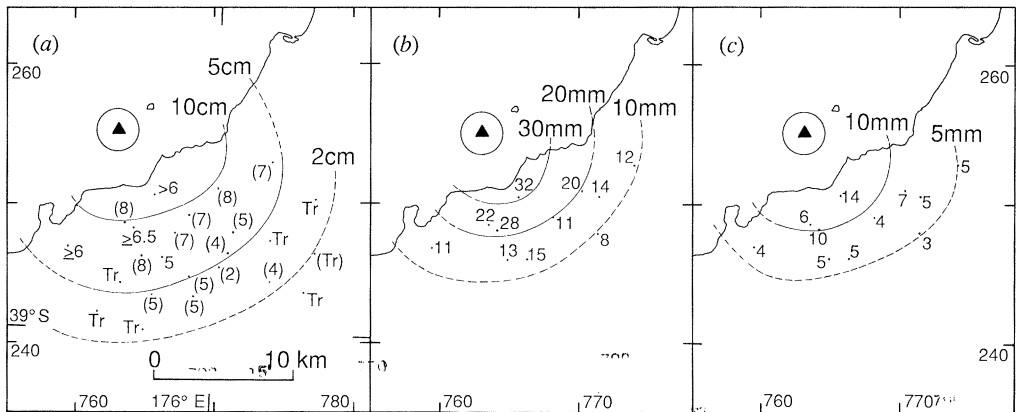 (a)
260
5cm
10cm
2cm
>6
(7)
(8)
(8)
Tr
(7)
≥6.5
(5)
(7)
Tr
≥6
(4)
(8)
5
(Tr)
Tr
(2)
(4)
(5)
(5)
(5)
Tr
Tr
Tr
39° S
240
0 10 km
760 176° E 780
(b)
20mm
10mm
30mm
12
32
20
14
22
28
11
8
11
13
15
760 770
(c)
260
10mm
5mm
5
14
7
5
6
8
10
3
4
5
5
240
760 770